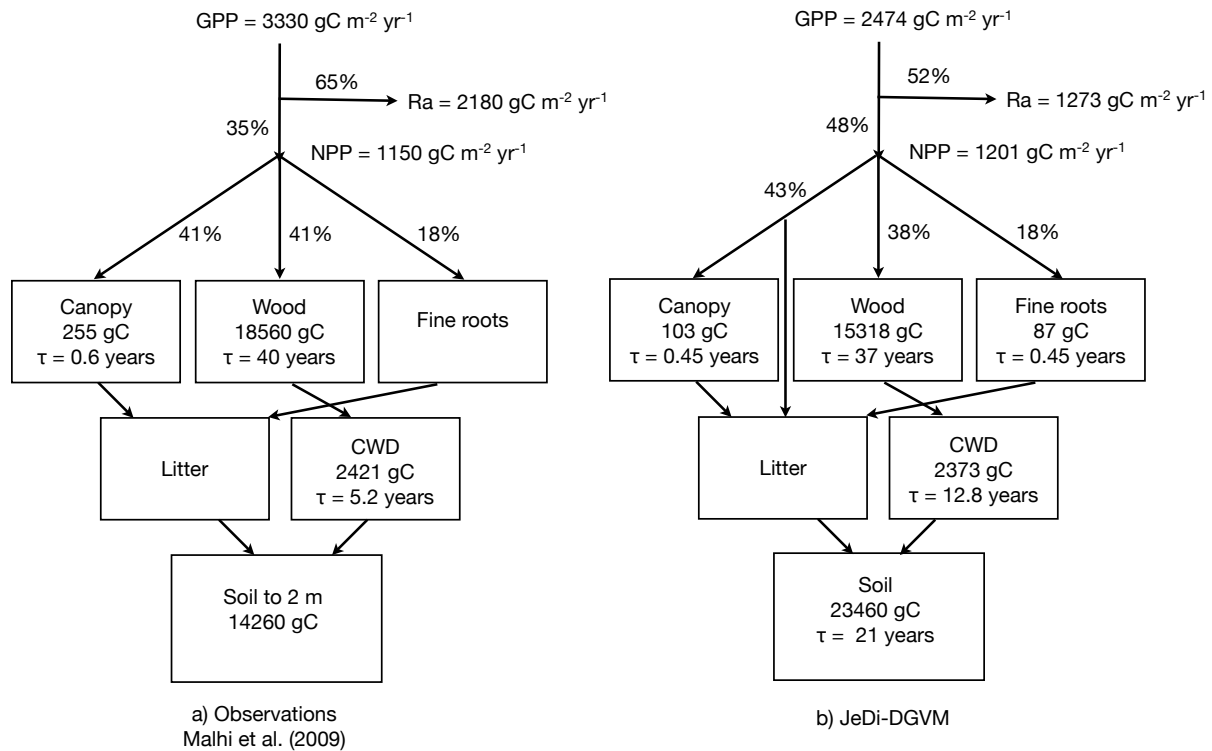 GPP = 3330 gC m⁻² yr⁻¹
65%
Ra = 2180 gC m⁻² yr⁻¹
35%
NPP = 1150 gC m⁻² yr⁻¹
41%
41%
18%
Canopy
255 gC
τ = 0.6 years
Wood
18560 gC
τ = 40 years
Fine roots
Litter
CWD
2421 gC
τ = 5.2 years
Soil to 2 m
14260 gC
a) Observations
Malhi et al. (2009)
GPP = 2474 gC m⁻² yr⁻¹
52%
Ra = 1273 gC m⁻² yr⁻¹
48%
NPP = 1201 gC m⁻² yr⁻¹
43%
38%
18%
Canopy
103 gC
τ = 0.45 years
Wood
15318 gC
τ = 37 years
Fine roots
87 gC
τ = 0.45 years
Litter
CWD
2373 gC
τ = 12.8 years
Soil
23460 gC
τ = 21 years
b) JeDi-DGVM